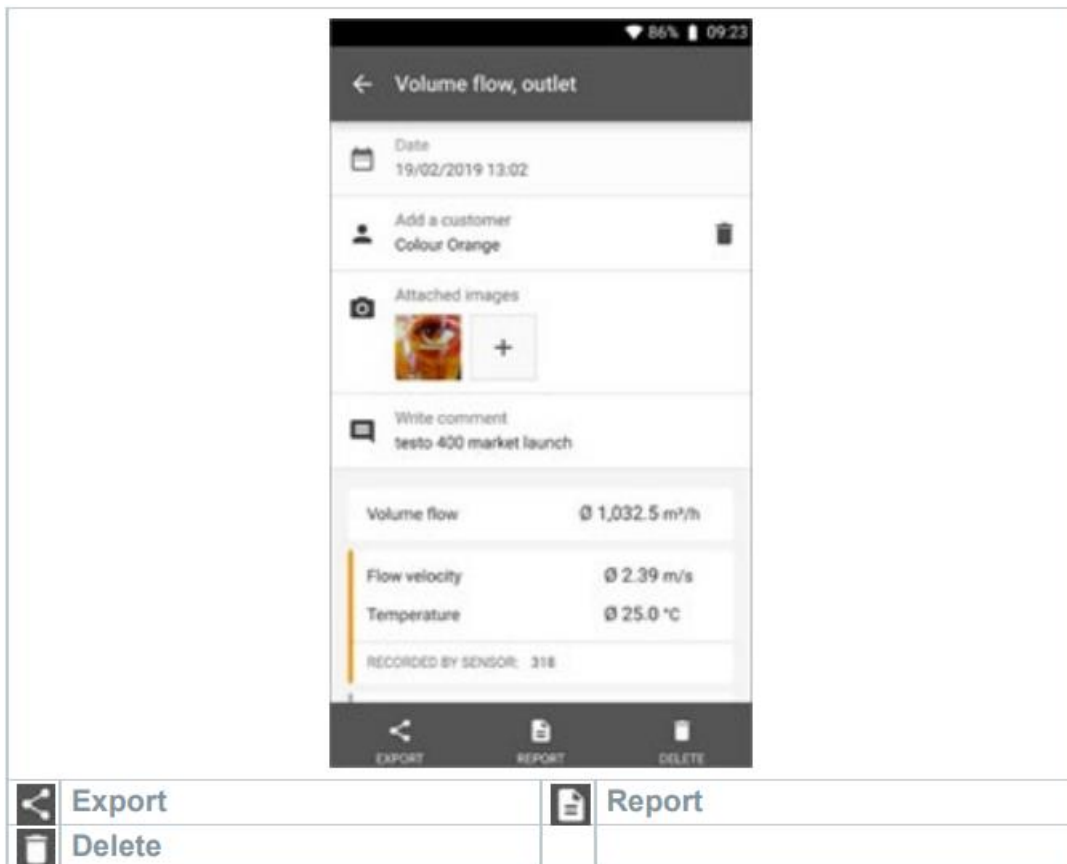 86% 09:23
Volume flow, outlet
Date
19/02/2019 13:02
Add a customer
Colour Orange
Attached images
+
Write comment
testo 400 market launch
Volume flow Ø 1,032.5 m³/h
Flow velocity Ø 2.39 m/s
Temperature Ø 25.0 °C
RECORDED BY SENSOR: 318
EXPORT REPORT DELETE
Export Report
Delete